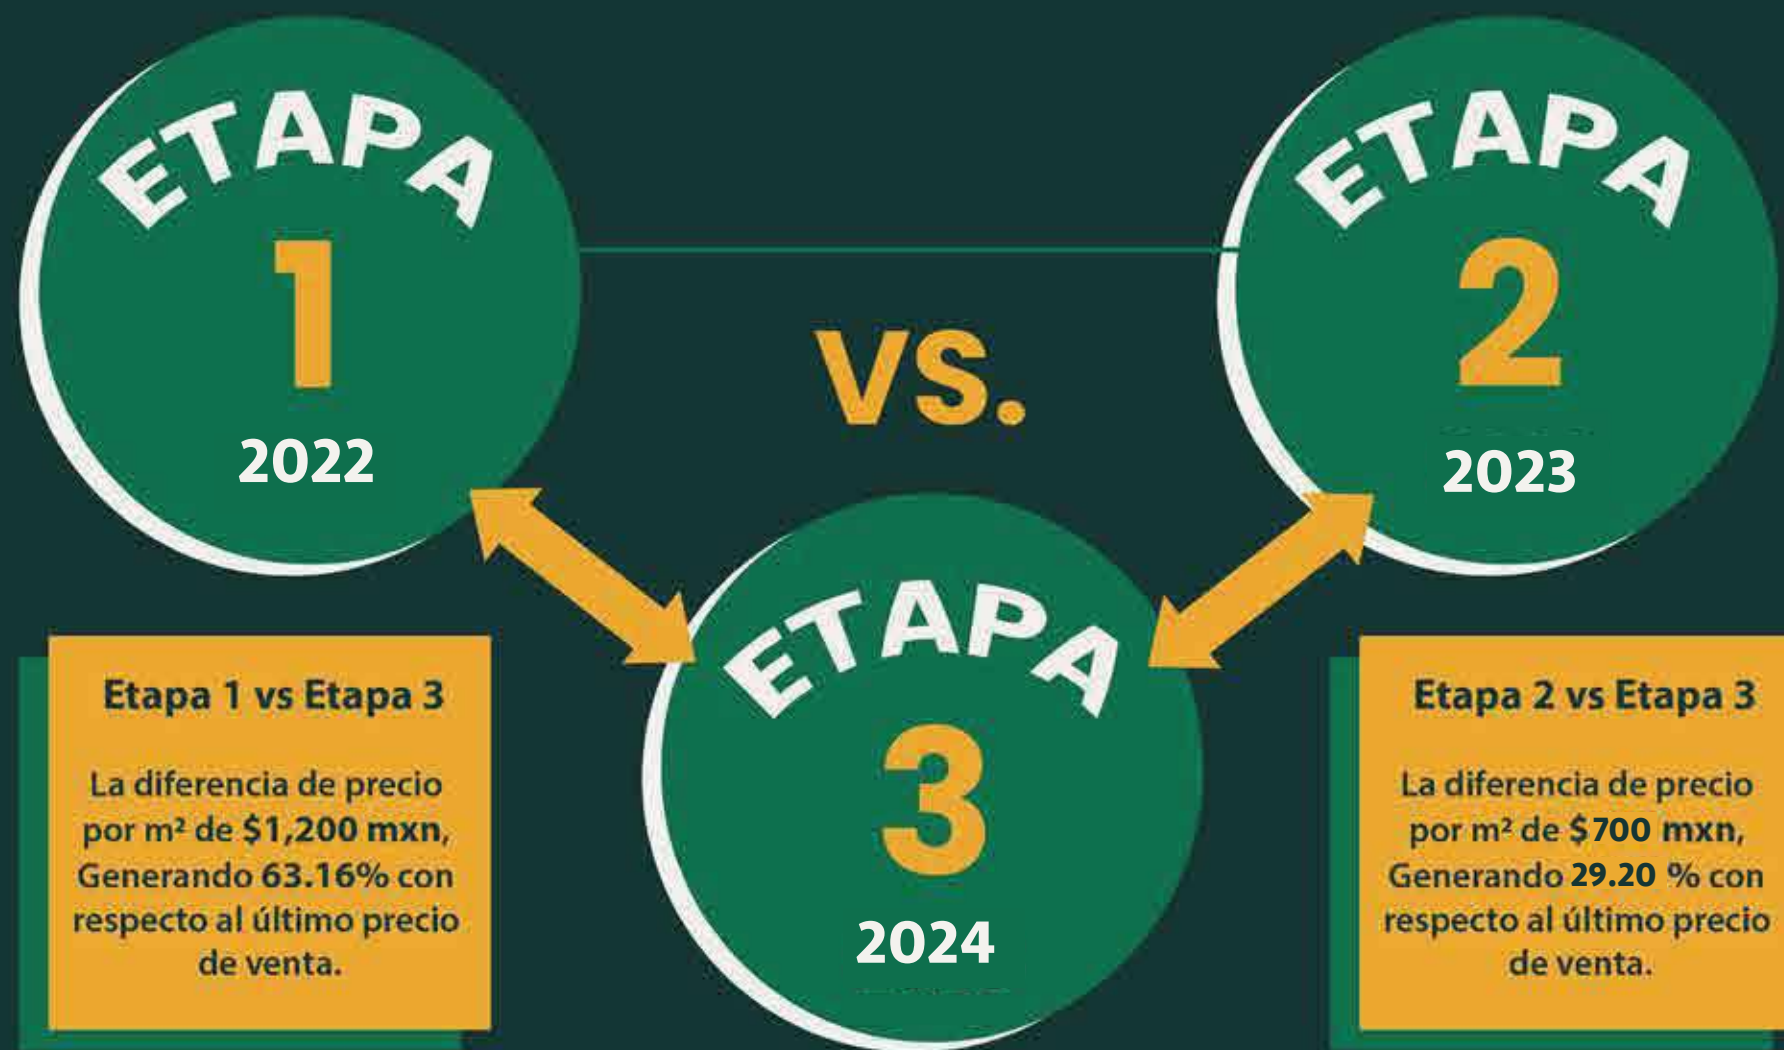 ETAPA
1
2022
VS.
ETAPA
2
2023
ETAPA
3
2024
Etapa 1 vs Etapa 3
La diferencia de precio
por m² de $1,200 mxn,
Generando 63.16% con
respecto al último precio
de venta.
Etapa 2 vs Etapa 3
La diferencia de precio
por m² de $700 mxn,
Generando 29.20 % con
respecto al último precio
de venta.